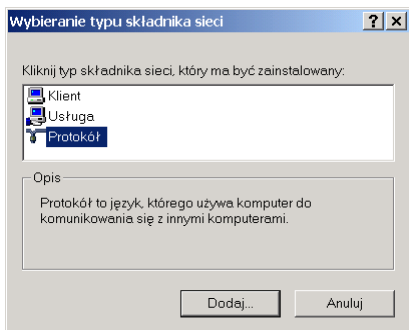 Wybieranie typu składnika sieci
Kliknij typ składnika sieci, który ma być zainstalowany:
Klient
Usługa
Protokół
Opis
Protokół to język, którego używa komputer do
komunikowania się z innymi komputerami.
Dodaj... Anuluj